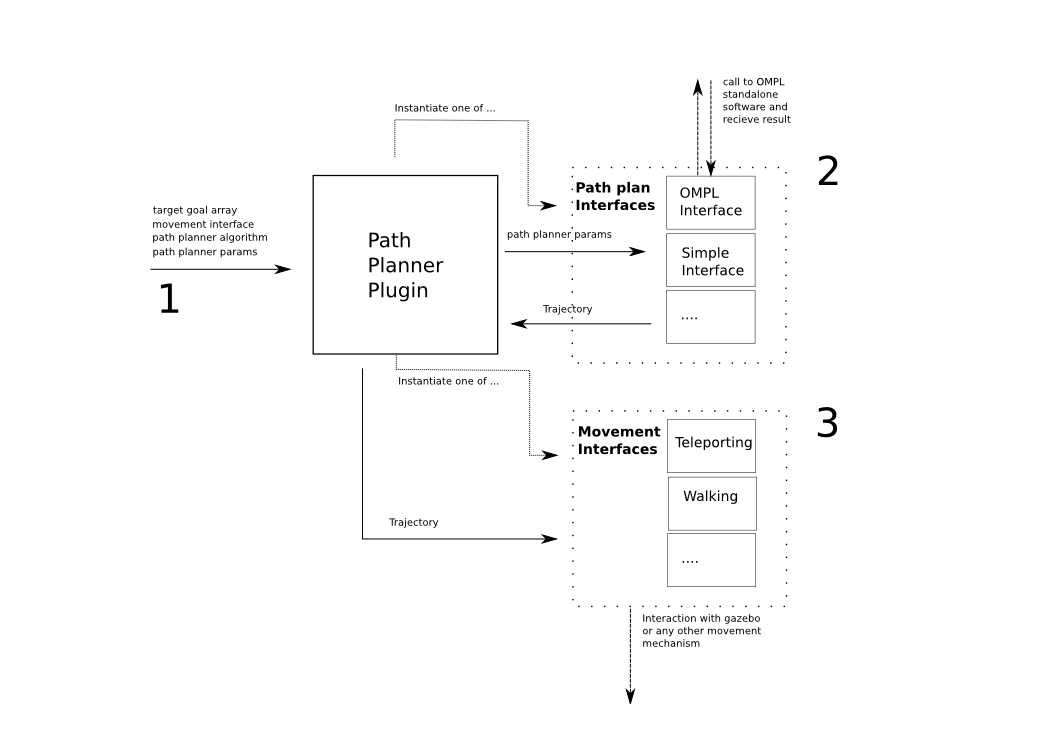 call to OMPL
standalone
software and
recieve result
Instantiate one of ...
2
Path plan
Interfaces
OMPL
Interface
target goal array
movement interface
path planner algorithm
path planner params
1
Path
Planner
Plugin
path planner params
Simple
Interface
Trajectory
....
Instantiate one of ...
3
Movement
Interfaces
Teleporting
Walking
Trajectory
....
Interaction with gazebo
or any other movement
mechanism